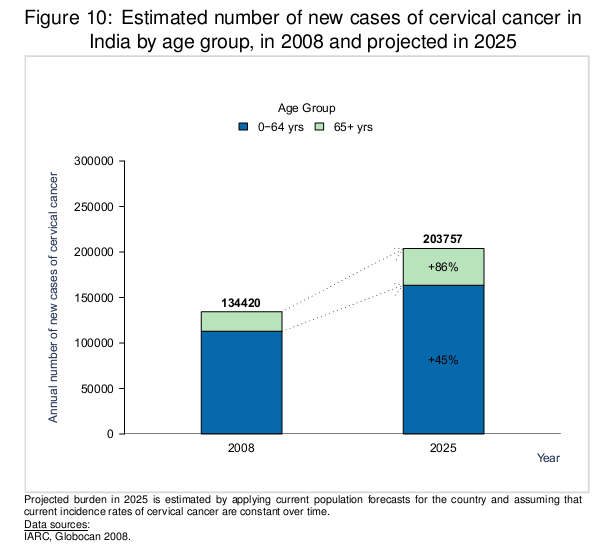 Figure 10: Estimated number of new cases of cervical cancer in
India by age group, in 2008 and projected in 2025
Age Group
0−64 yrs 65+ yrs
Annual number of new cases of cervical cancer
300000
250000
200000
150000
100000
50000
0
134420
203757
+86%
+45%
2008 2025
Year
Projected burden in 2025 is estimated by applying current population forecasts for the country and assuming that
current incidence rates of cervical cancer are constant over time.
Data sources:
IARC, Globocan 2008.